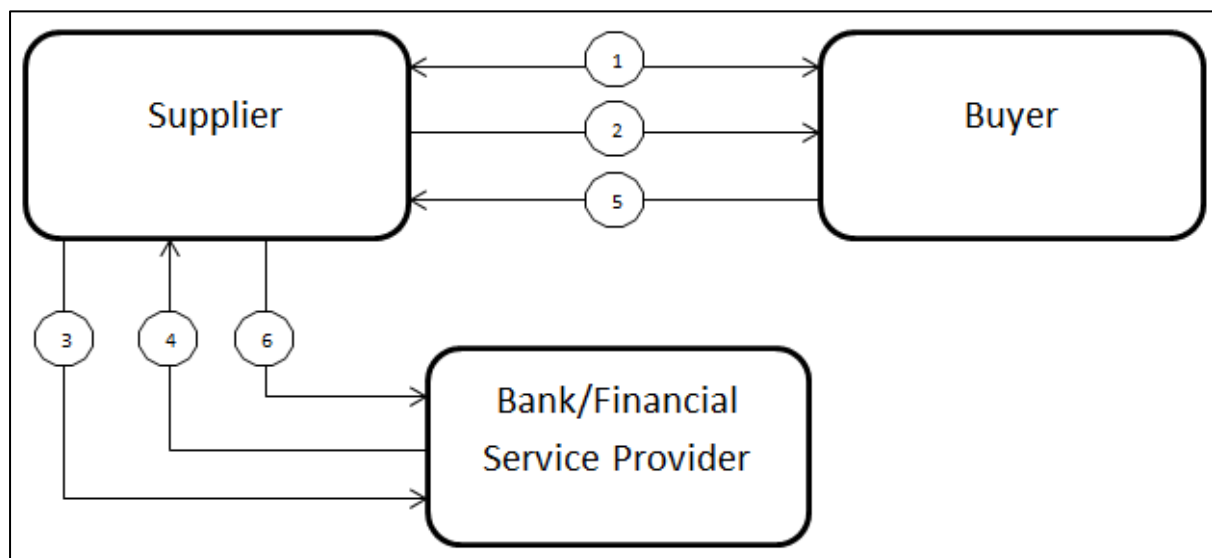 Supplier
1
Buyer
2
5
3
4
6
Bank/Financial
Service Provider